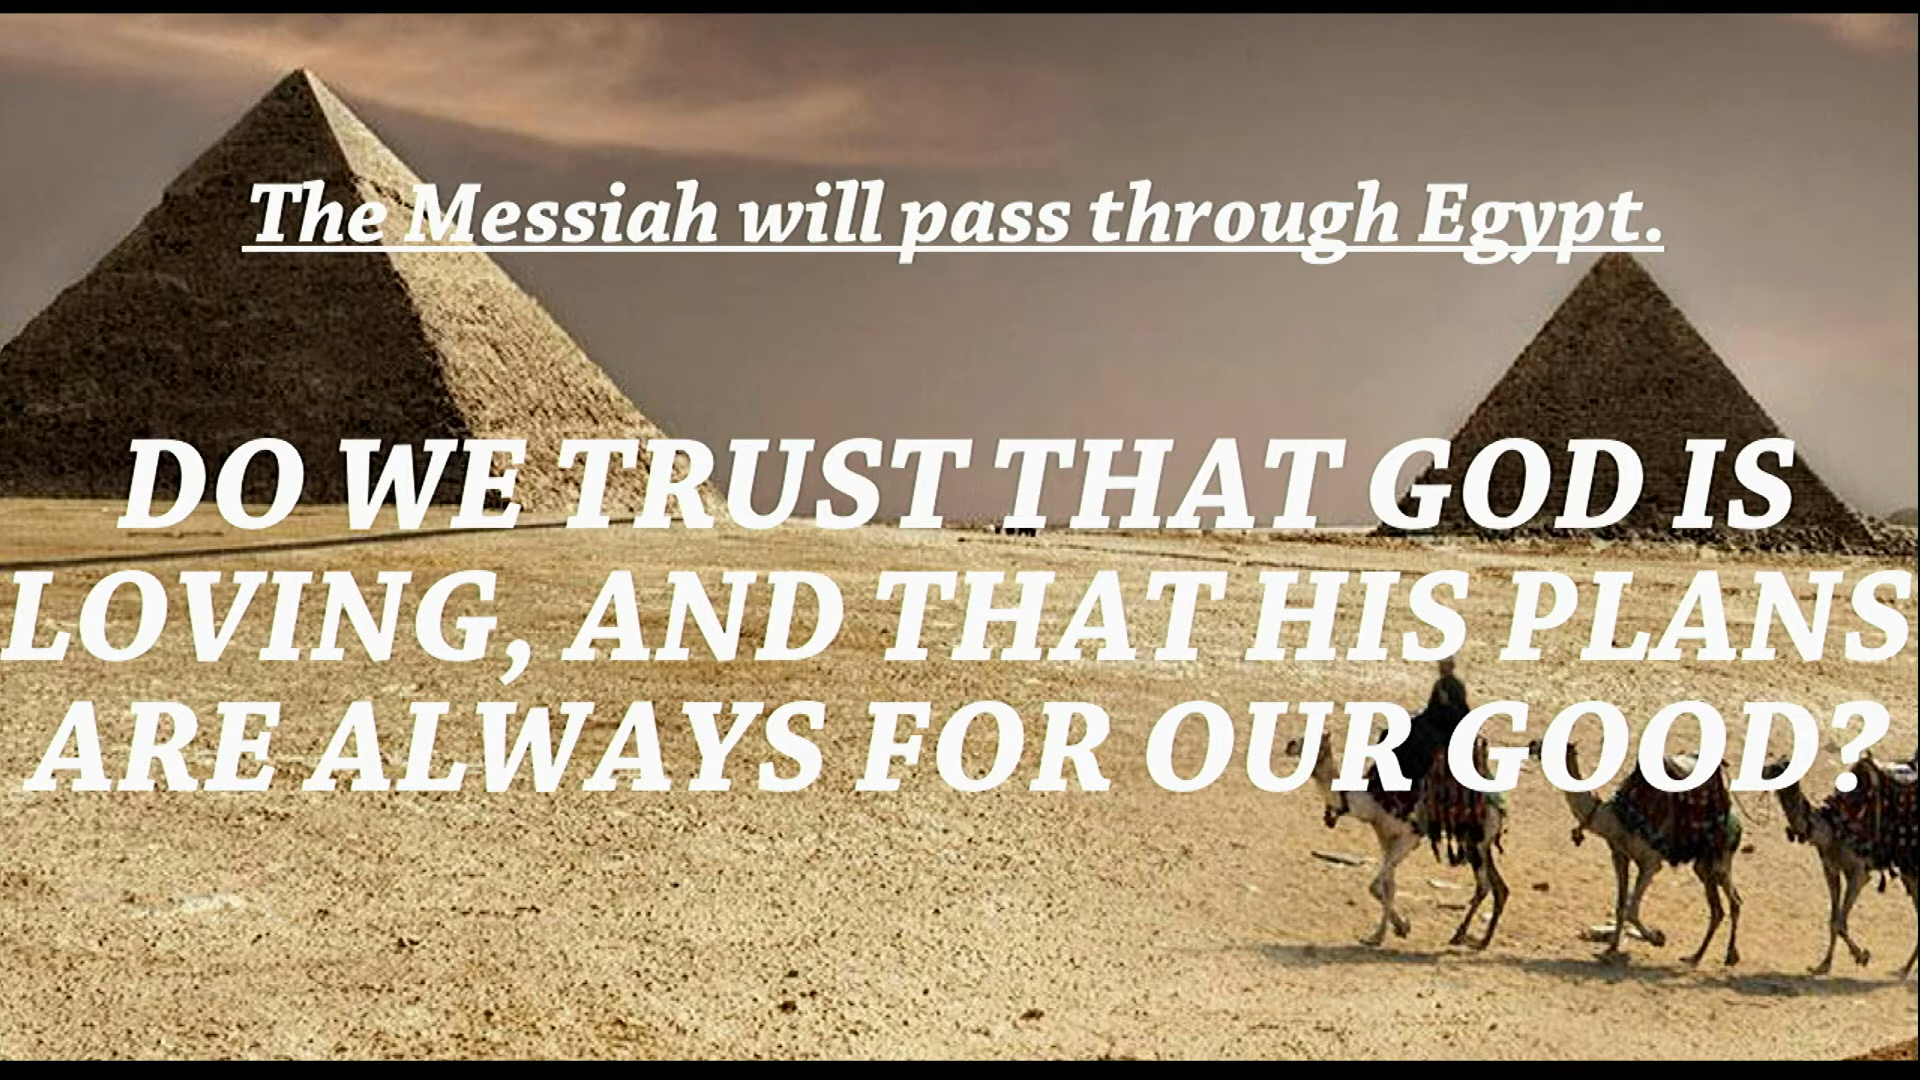 The Messiah will pass through Egypt.
DO WE TRUST THAT GOD IS
LOVING, AND THAT HIS PLANS
ARE ALWAYS FOR OUR GOOD?